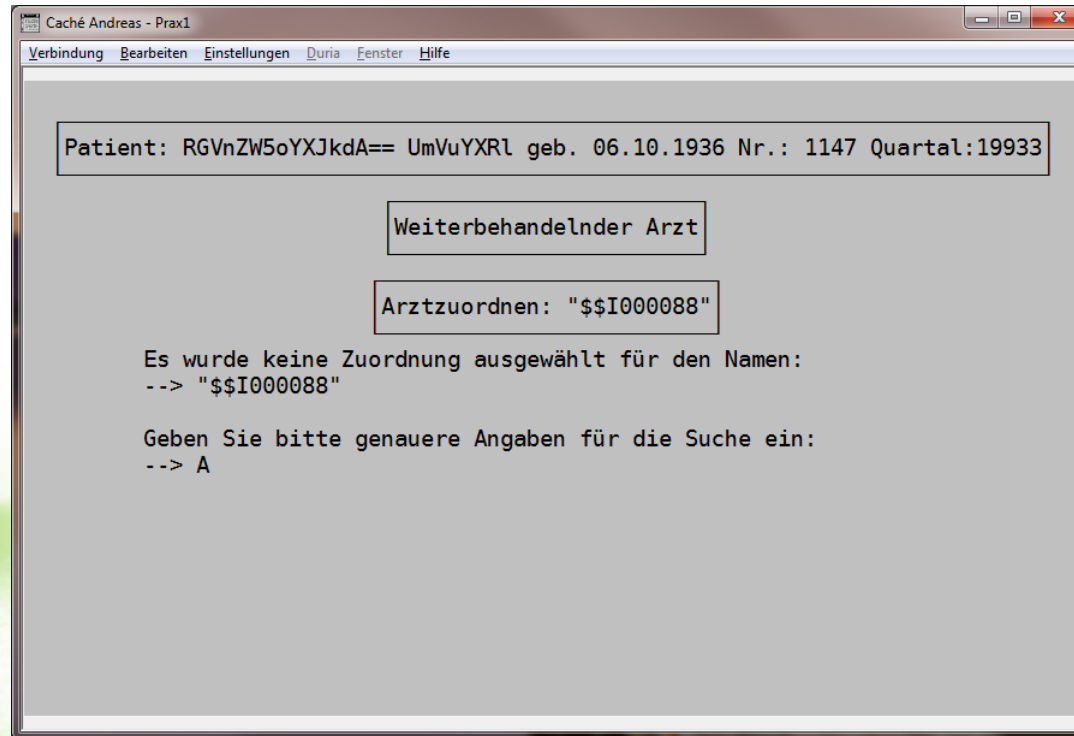 Caché Andreas - Prax1
Verbindung Bearbeiten Einstellungen Duria Fenster Hilfe
Patient: RGVnZW5oYXJkdA== UmVuYXRl geb. 06.10.1936 Nr.: 1147 Quartal:19933
Weiterbehandelnder Arzt
Arztzuordnen: "$$I000088"
Es wurde keine Zuordnung ausgewählt für den Namen:
--> "$$I000088"
Geben Sie bitte genauere Angaben für die Suche ein:
--> A